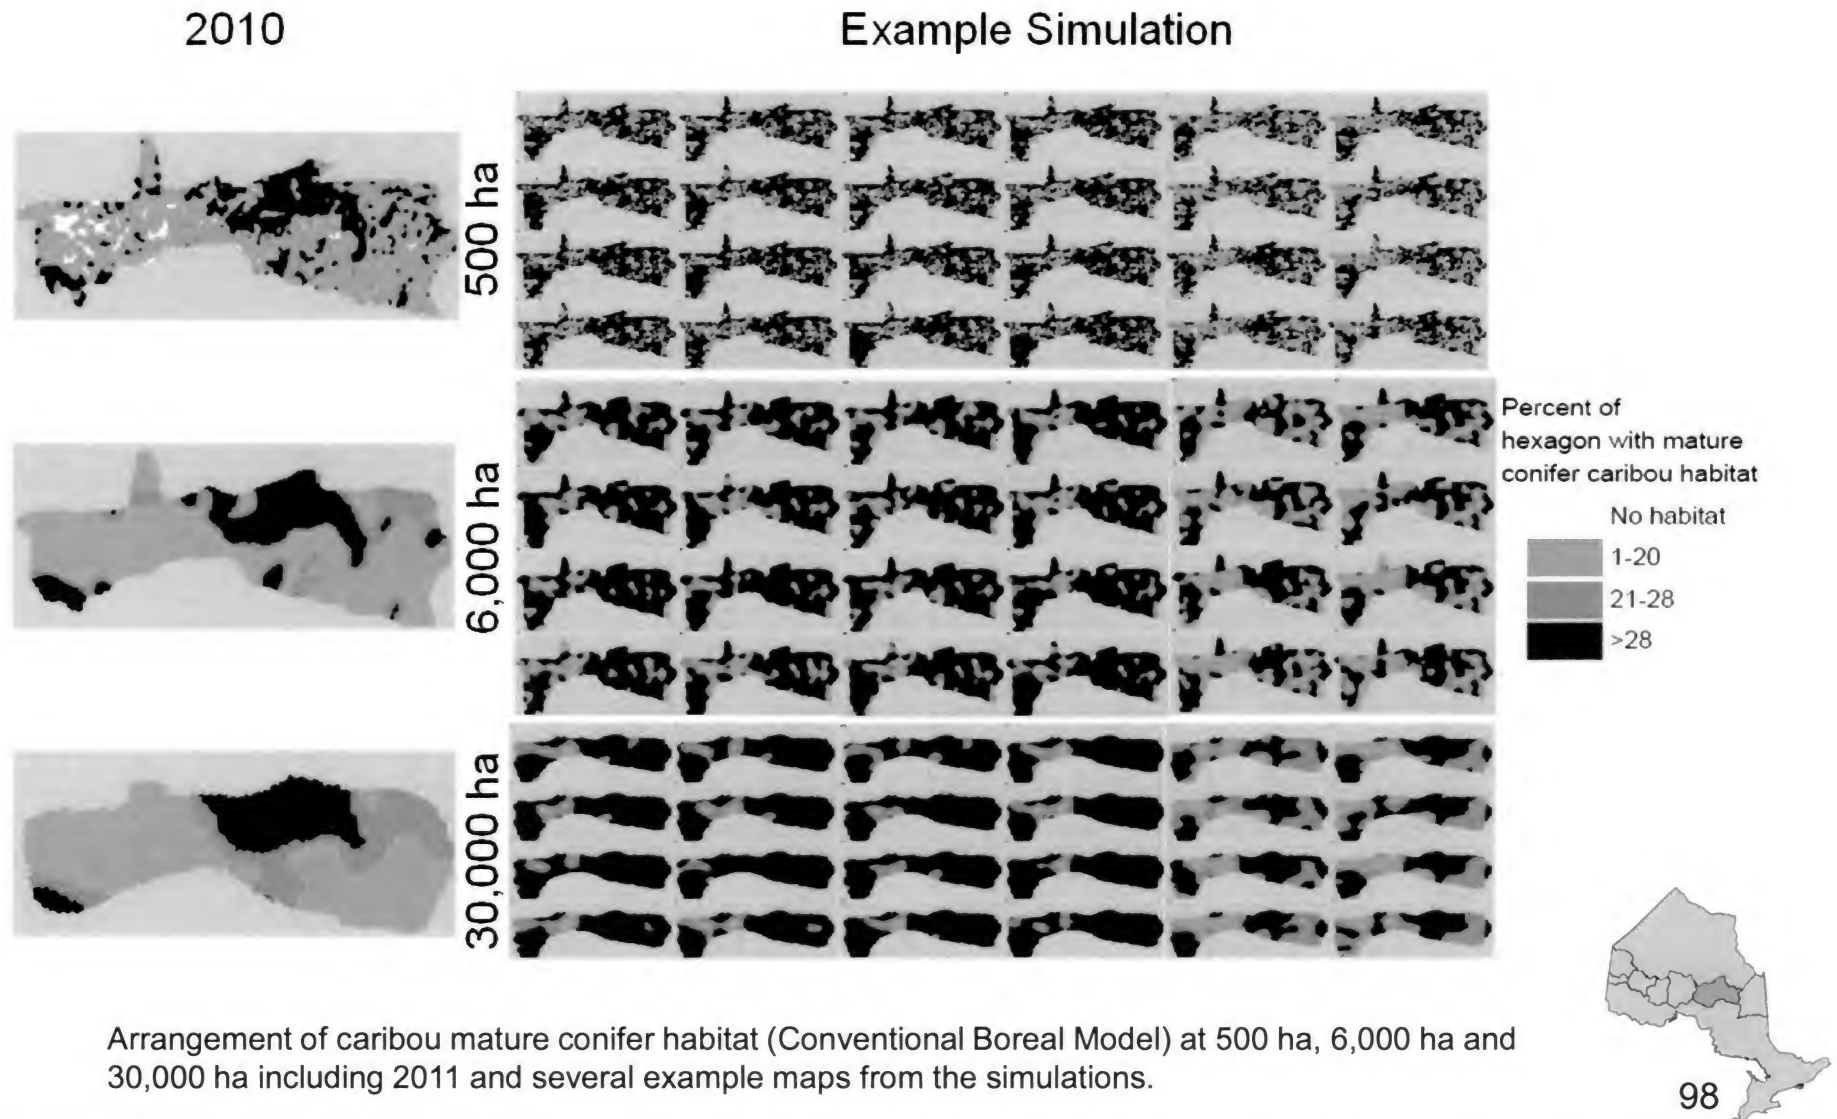 2010
Example Simulation
500 ha
6,000 ha
30,000 ha
Percent of
hexagon with mature
conifer caribou habitat
No habitat
1-20
21-28
>28
Arrangement of caribou mature conifer habitat (Conventional Boreal Model) at 500 ha, 6,000 ha and
30,000 ha including 2011 and several example maps from the simulations.
98